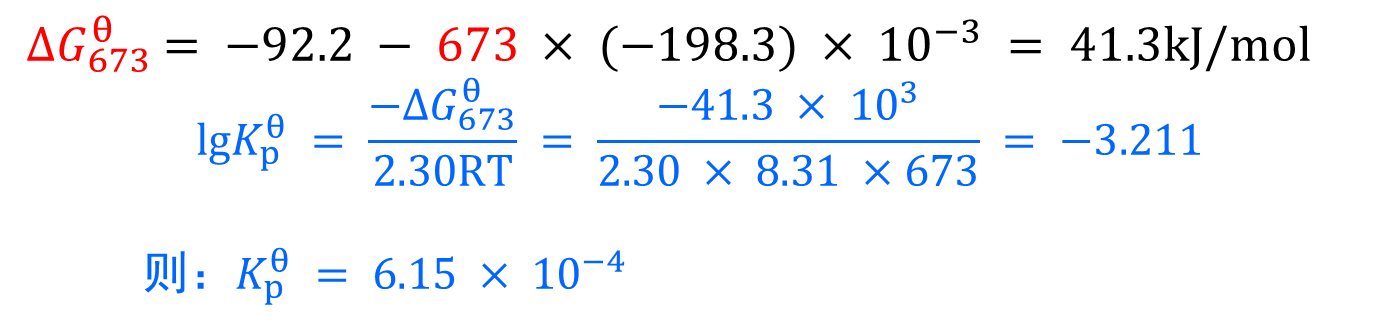 ΔG^θ_673 = −92.2 − 673 × (−198.3) × 10^−3 = 41.3kJ/mol
lgK^θ_p = −ΔG^θ_673 / 2.30RT = −41.3 × 10^3 / 2.30 × 8.31 × 673 = −3.211
则：K^θ_p = 6.15 × 10^−4